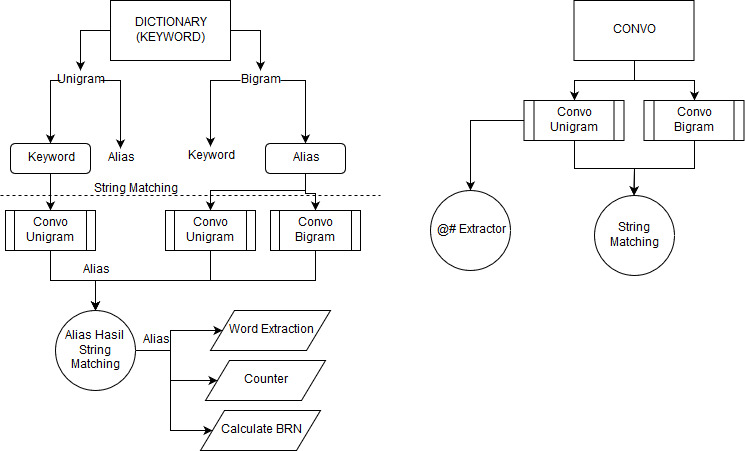 DICTIONARY
(KEYWORD)
Unigram
Bigram
Keyword
Alias
Keyword
Alias
String Matching
Convo
Unigram
Convo
Unigram
Convo
Bigram
Alias
Alias Hasil
String
Matching
Alias
Word Extraction
Counter
Calculate BRN
CONVO
Convo
Unigram
Convo
Bigram
@# Extractor
String
Matching